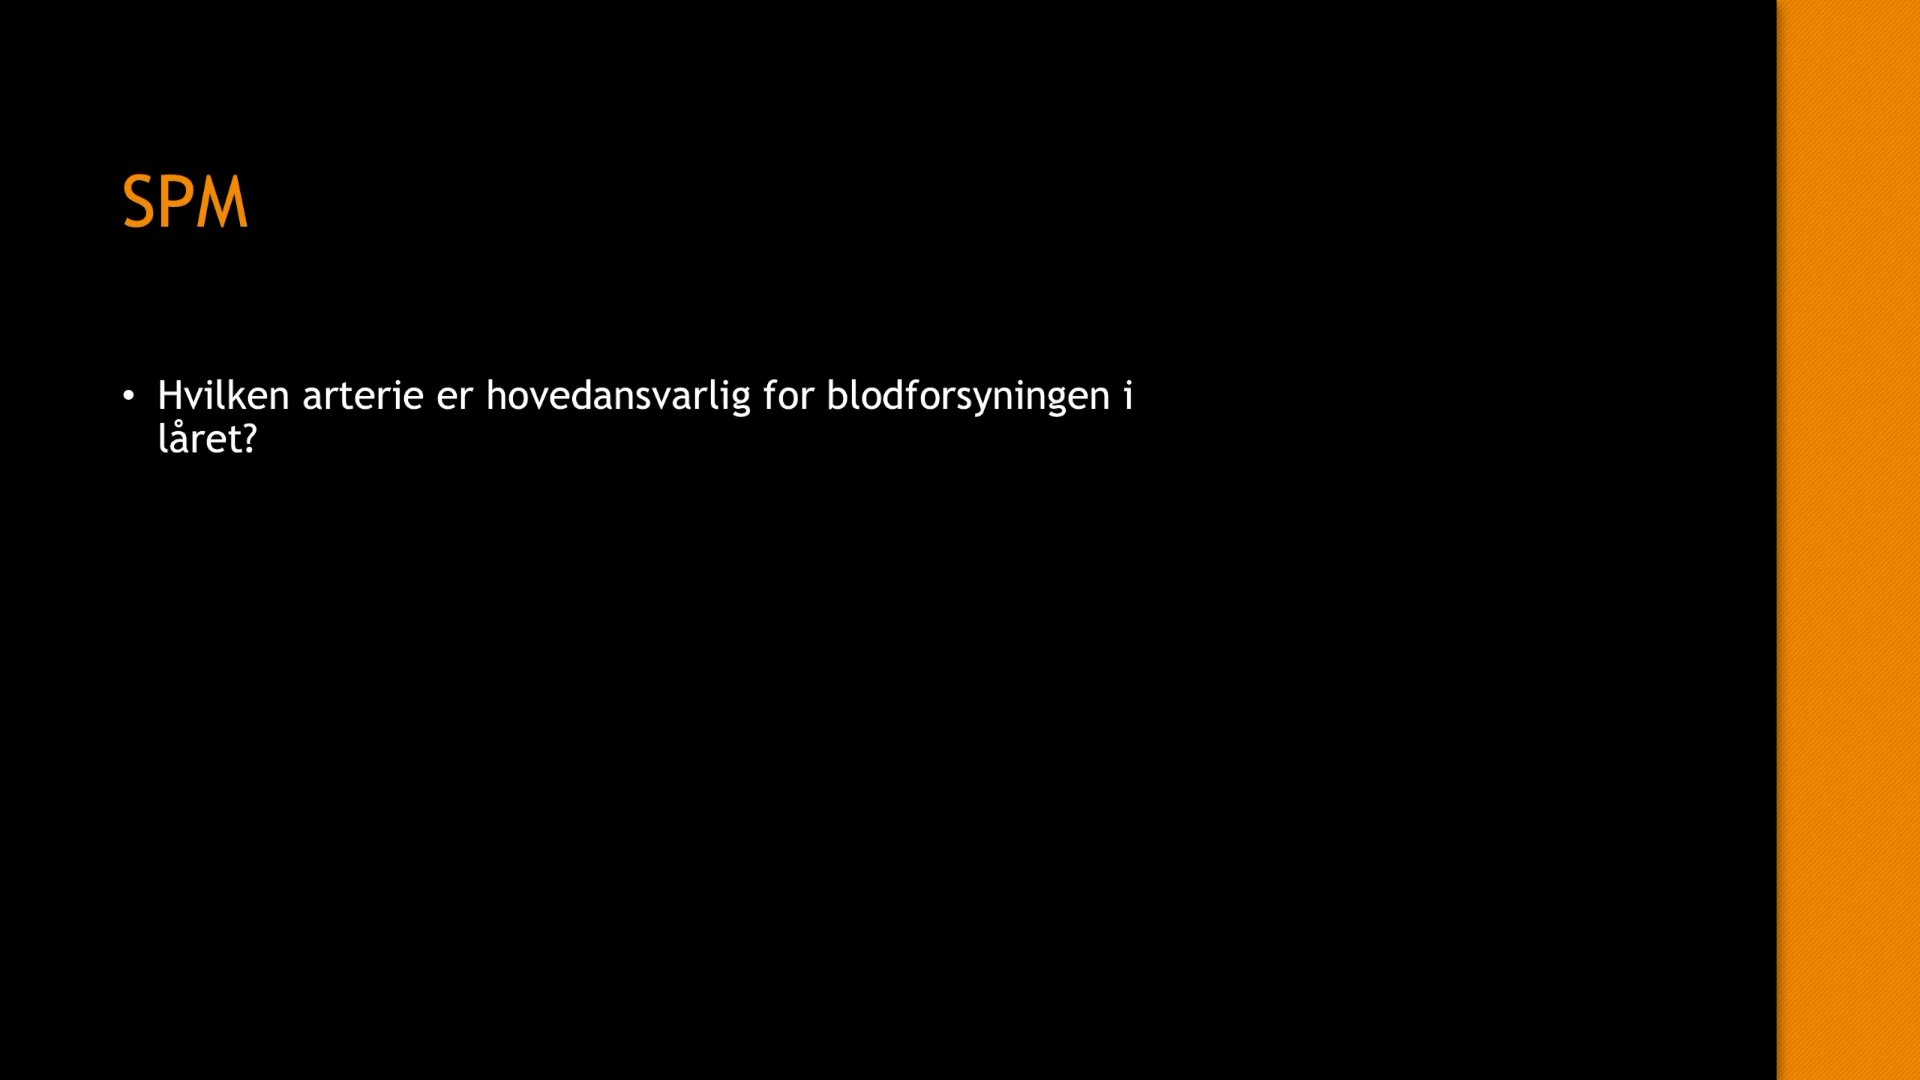 SPM
• Hvilken arterie er hovedansvarlig for blodforsyningen i
låret?